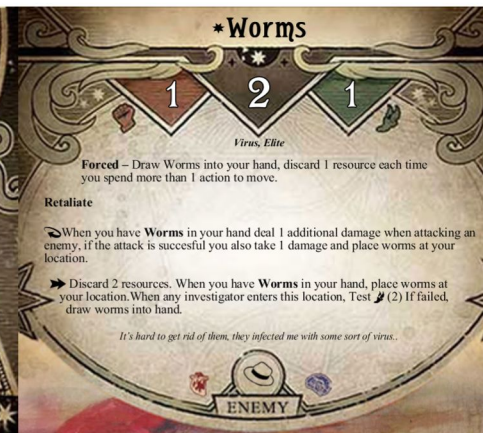 Worms
1 2 1
Virus, Elite
Forced – Draw Worms into your hand, discard 1 resource each time
you spend more than 1 action to move.
Retaliate
When you have Worms in your hand deal 1 additional damage when attacking an
enemy, if the attack is succesful you also take 1 damage and place worms at your
location.
Discard 2 resources. When you have Worms in your hand, place worms at
your location.When any investigator enters this location, Test (2) If failed,
draw worms into hand.
It's hard to get rid of them, they infected me with some sort of virus..
ENEMY